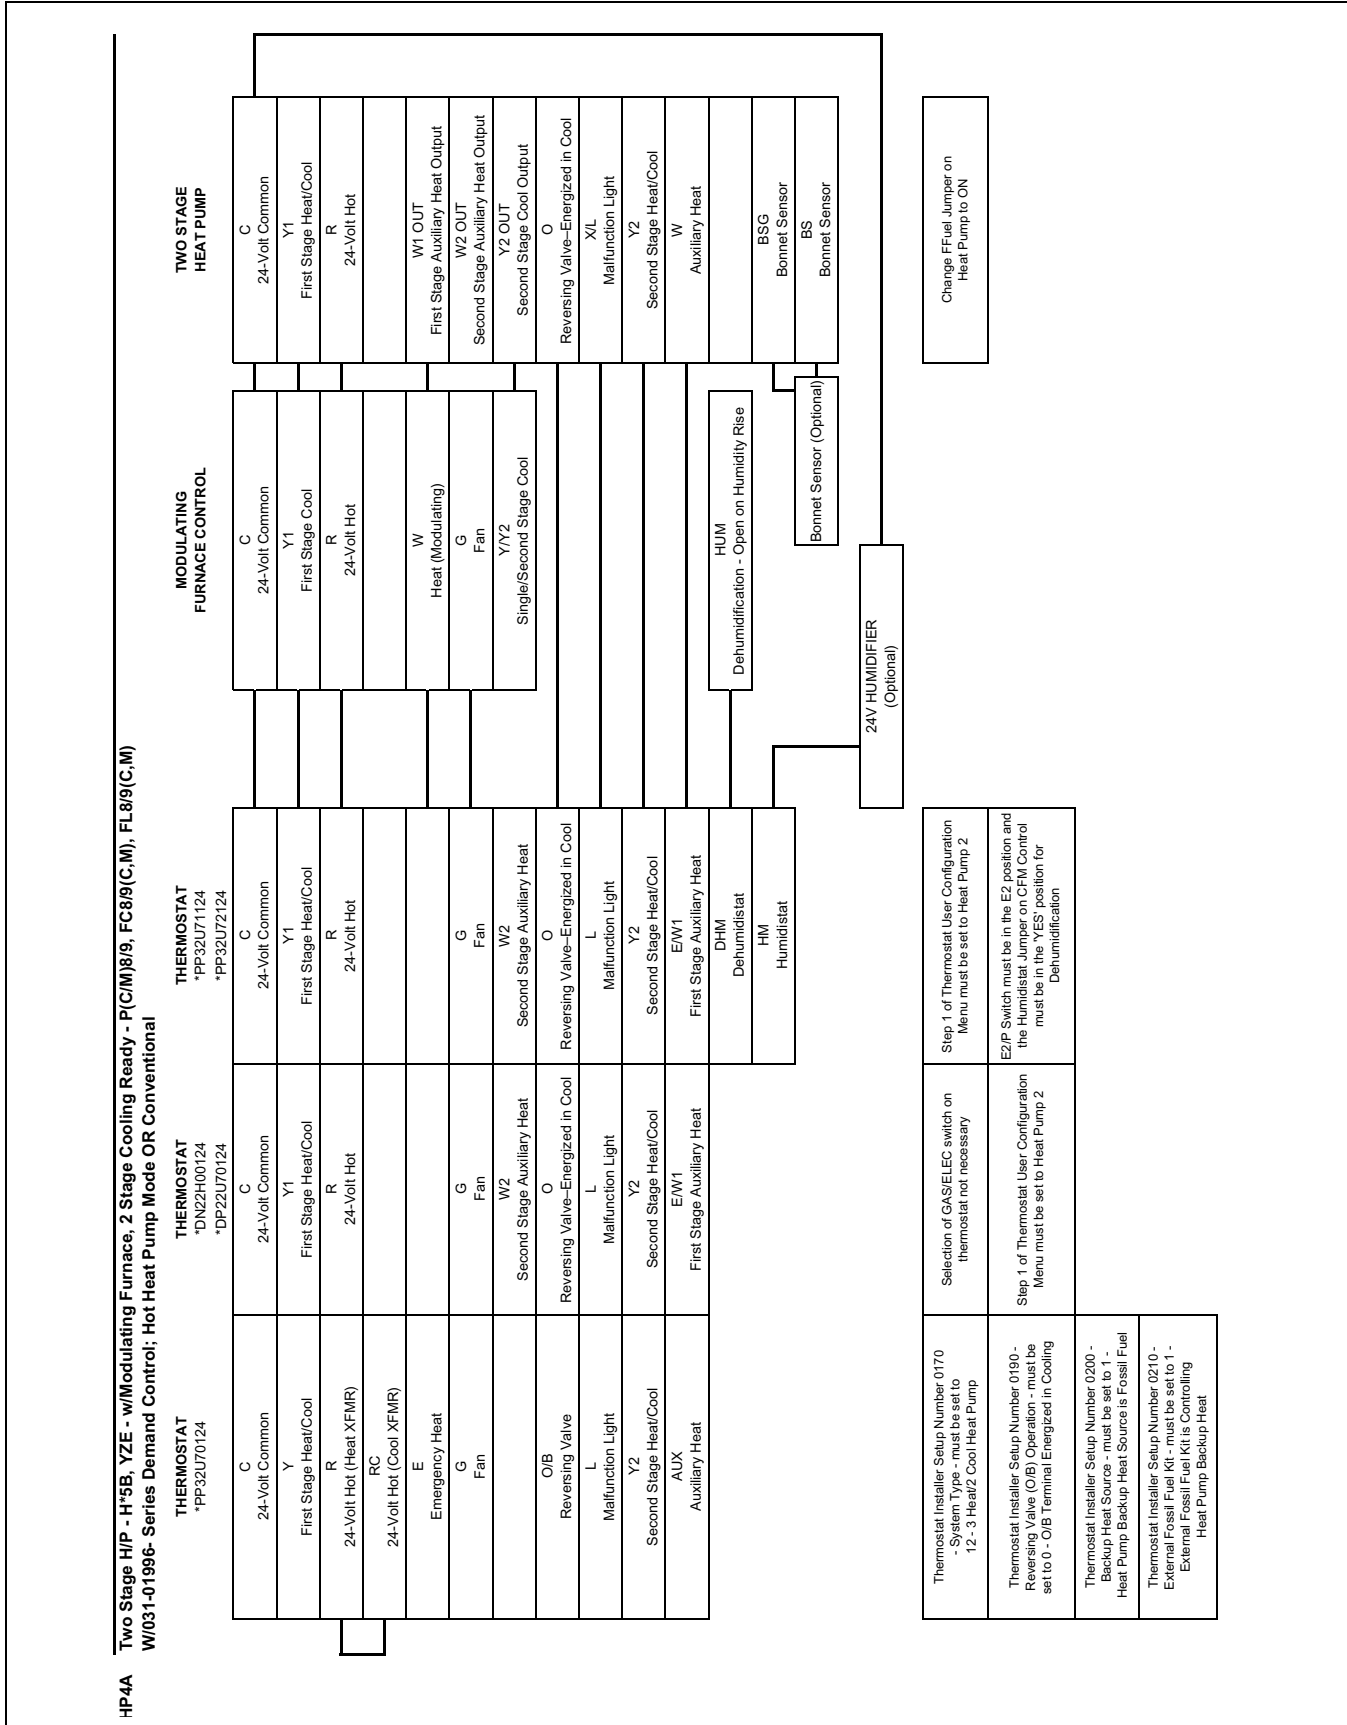 HP4A Two Stage H/P - H*5B, YZE - w/Modulating Furnace, 2 Stage Cooling Ready - P(C/M)8/9, FC8/9(C,M), FL8/9(C,M)
W/031-01996- Series Demand Control; Hot Heat Pump Mode OR Conventional
THERMOSTAT
*PP32U70124
C
24-Volt Common
Y
First Stage Heat/Cool
R
24-Volt Hot (Heat XFMR)
RC
24-Volt Hot (Cool XFMR)
E
Emergency Heat
G
Fan
O/B
Reversing Valve
L
Malfunction Light
Y2
Second Stage Heat/Cool
AUX
Auxiliary Heat
Thermostat Installer Setup Number 0170
- System Type - must be set to
12 - 3 Heat/2 Cool Heat Pump
Thermostat Installer Setup Number 0190 -
Reversing Valve (O/B) Operation - must be
set to 0 - O/B Terminal Energized in Cooling
Thermostat Installer Setup Number 0200 -
Backup Heat Source - must be set to 1 -
Heat Pump Backup Heat Source is Fossil Fuel
Thermostat Installer Setup Number 0210 -
External Fossil Fuel Kit - must be set to 1 -
External Fossil Fuel Kit is Controlling
Heat Pump Backup Heat
THERMOSTAT
*DN22H00124
*DP22U70124
C
24-Volt Common
Y1
First Stage Heat/Cool
R
24-Volt Hot
G
Fan
W2
Second Stage Auxiliary Heat
O
Reversing Valve–Energized in Cool
L
Malfunction Light
Y2
Second Stage Heat/Cool
E/W1
First Stage Auxiliary Heat
Selection of GAS/ELEC switch on
thermostat not necessary
Step 1 of Thermostat User Configuration
Menu must be set to Heat Pump 2
THERMOSTAT
*PP32U71124
*PP32U72124
C
24-Volt Common
Y1
First Stage Heat/Cool
R
24-Volt Hot
G
Fan
W2
Second Stage Auxiliary Heat
O
Reversing Valve–Energized in Cool
L
Malfunction Light
Y2
Second Stage Heat/Cool
E/W1
First Stage Auxiliary Heat
DHM
Dehumidistat
HM
Humidistat
Step 1 of Thermostat User Configuration
Menu must be set to Heat Pump 2
E2/P Switch must be in the E2 position and
the Humidistat Jumper on CFM Control
must be in the 'YES' position for
Dehumidification
MODULATING
FURNACE CONTROL
C
24-Volt Common
Y1
First Stage Cool
R
24-Volt Hot
W
Heat (Modulating)
G
Fan
Y/Y2
Single/Second Stage Cool
HUM
Dehumidification - Open on Humidity Rise
Bonnet Sensor (Optional)
24V HUMIDIFIER
(Optional)
TWO STAGE
HEAT PUMP
C
24-Volt Common
Y1
First Stage Heat/Cool
R
24-Volt Hot
W1 OUT
First Stage Auxiliary Heat Output
W2 OUT
Second Stage Auxiliary Heat Output
Y2 OUT
Second Stage Cool Output
O
Reversing Valve–Energized in Cool
X/L
Malfunction Light
Y2
Second Stage Heat/Cool
W
Auxiliary Heat
BSG
Bonnet Sensor
BS
Bonnet Sensor
Change FFuel Jumper on
Heat Pump to ON